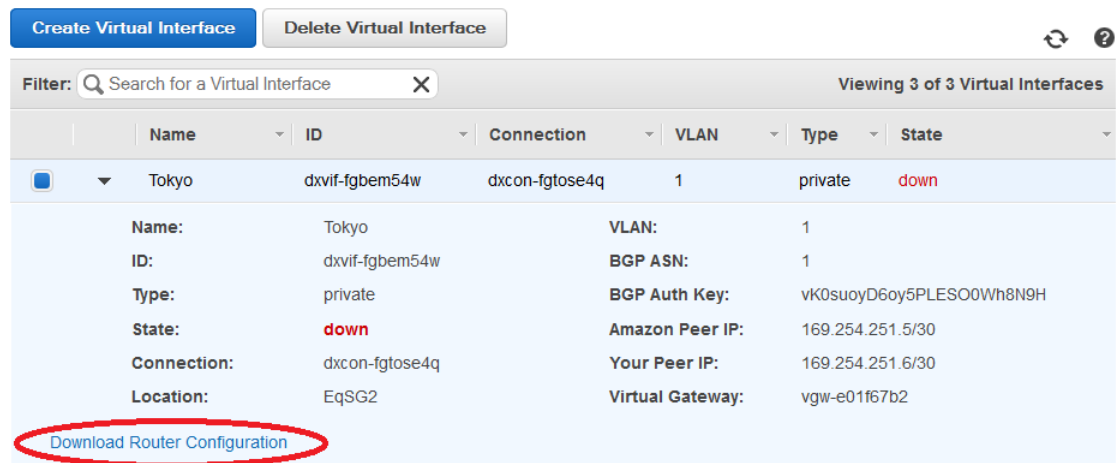 Create Virtual Interface Delete Virtual Interface
Filter: Search for a Virtual Interface Viewing 3 of 3 Virtual Interfaces
Name ID Connection VLAN Type State
Tokyo dxvif-fgbem54w dxcon-fgtose4q 1 private down
Name: Tokyo VLAN: 1
ID: dxvif-fgbem54w BGP ASN: 1
Type: private BGP Auth Key: vK0suoyD6oy5PLESO0Wh8N9H
State: down Amazon Peer IP: 169.254.251.5/30
Connection: dxcon-fgtose4q Your Peer IP: 169.254.251.6/30
Location: EqSG2 Virtual Gateway: vgw-e01f67b2
Download Router Configuration